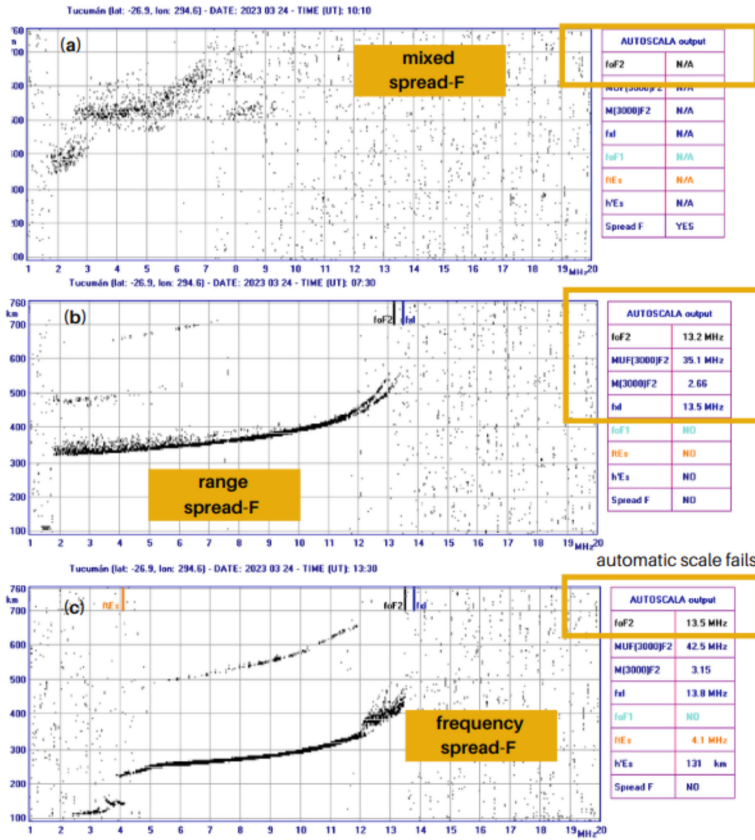 Tucumán (lat: -26.9, lon: 294.6) - DATE: 2023 03 24 - TIME (UT): 10:10
(a)
mixed
spread-F
AUTOSCALA output
foF2 N/A
MUF(3000)F2 N/A
M(3000)F2 N/A
fxI N/A
foF1 N/A
ftEs N/A
h'Es N/A
Spread F YES
1 2 3 4 5 6 7 8 9 10 11 12 13 14 15 16 17 18 19 MHz 20
Tucumán (lat: -26.9, lon: 294.6) - DATE: 2023 03 24 - TIME (UT): 07:30
760
km
700
600
500
400
300
200
100
(b)
foF2 fxI
range
spread-F
AUTOSCALA output
foF2 13.2 MHz
MUF(3000)F2 35.1 MHz
M(3000)F2 2.66
fxI 13.5 MHz
foF1 NO
ftEs NO
h'Es NO
Spread F NO
1 2 3 4 5 6 7 8 9 10 11 12 13 14 15 16 17 18 19 MHz 20
automatic scale fails
Tucumán (lat: -26.9, lon: 294.6) - DATE: 2023 03 24 - TIME (UT): 13:30
760
km
700
600
500
400
300
200
100
(c)
ftEs
foF2 fxI
frequency
spread-F
AUTOSCALA output
foF2 13.5 MHz
MUF(3000)F2 42.5 MHz
M(3000)F2 3.15
fxI 13.8 MHz
foF1 NO
ftEs 4.1 MHz
h'Es 131 km
Spread F NO
1 2 3 4 5 6 7 8 9 10 11 12 13 14 15 16 17 18 19 MHz 20